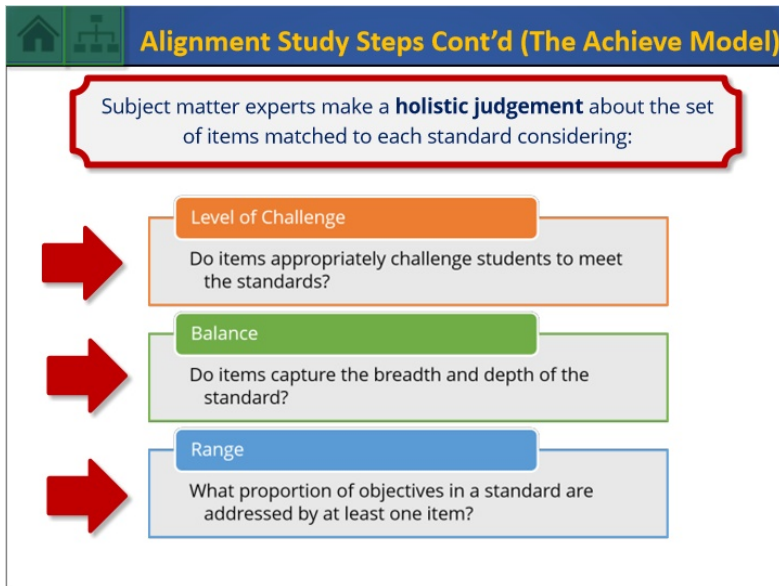 Alignment Study Steps Cont’d (The Achieve Model)
Subject matter experts make a holistic judgement about the set
of items matched to each standard considering:
Level of Challenge
Do items appropriately challenge students to meet
the standards?
Balance
Do items capture the breadth and depth of the
standard?
Range
What proportion of objectives in a standard are
addressed by at least one item?